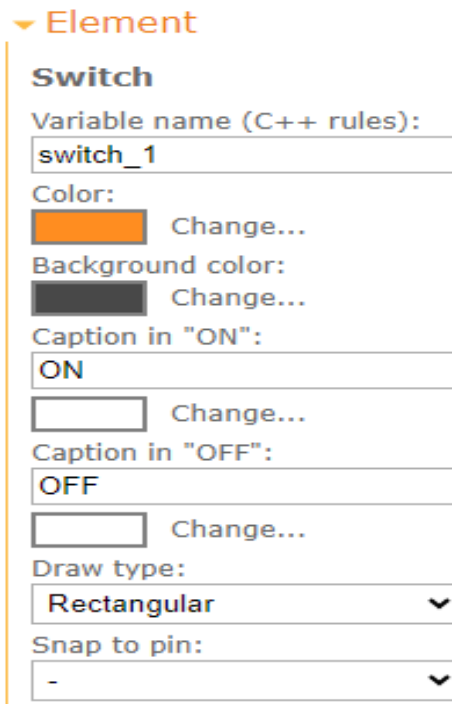 Element
Switch
Variable name (C++ rules):
switch_1
Color:
Change...
Background color:
Change...
Caption in "ON":
ON
Change...
Caption in "OFF":
OFF
Change...
Draw type:
Rectangular
Snap to pin:
-